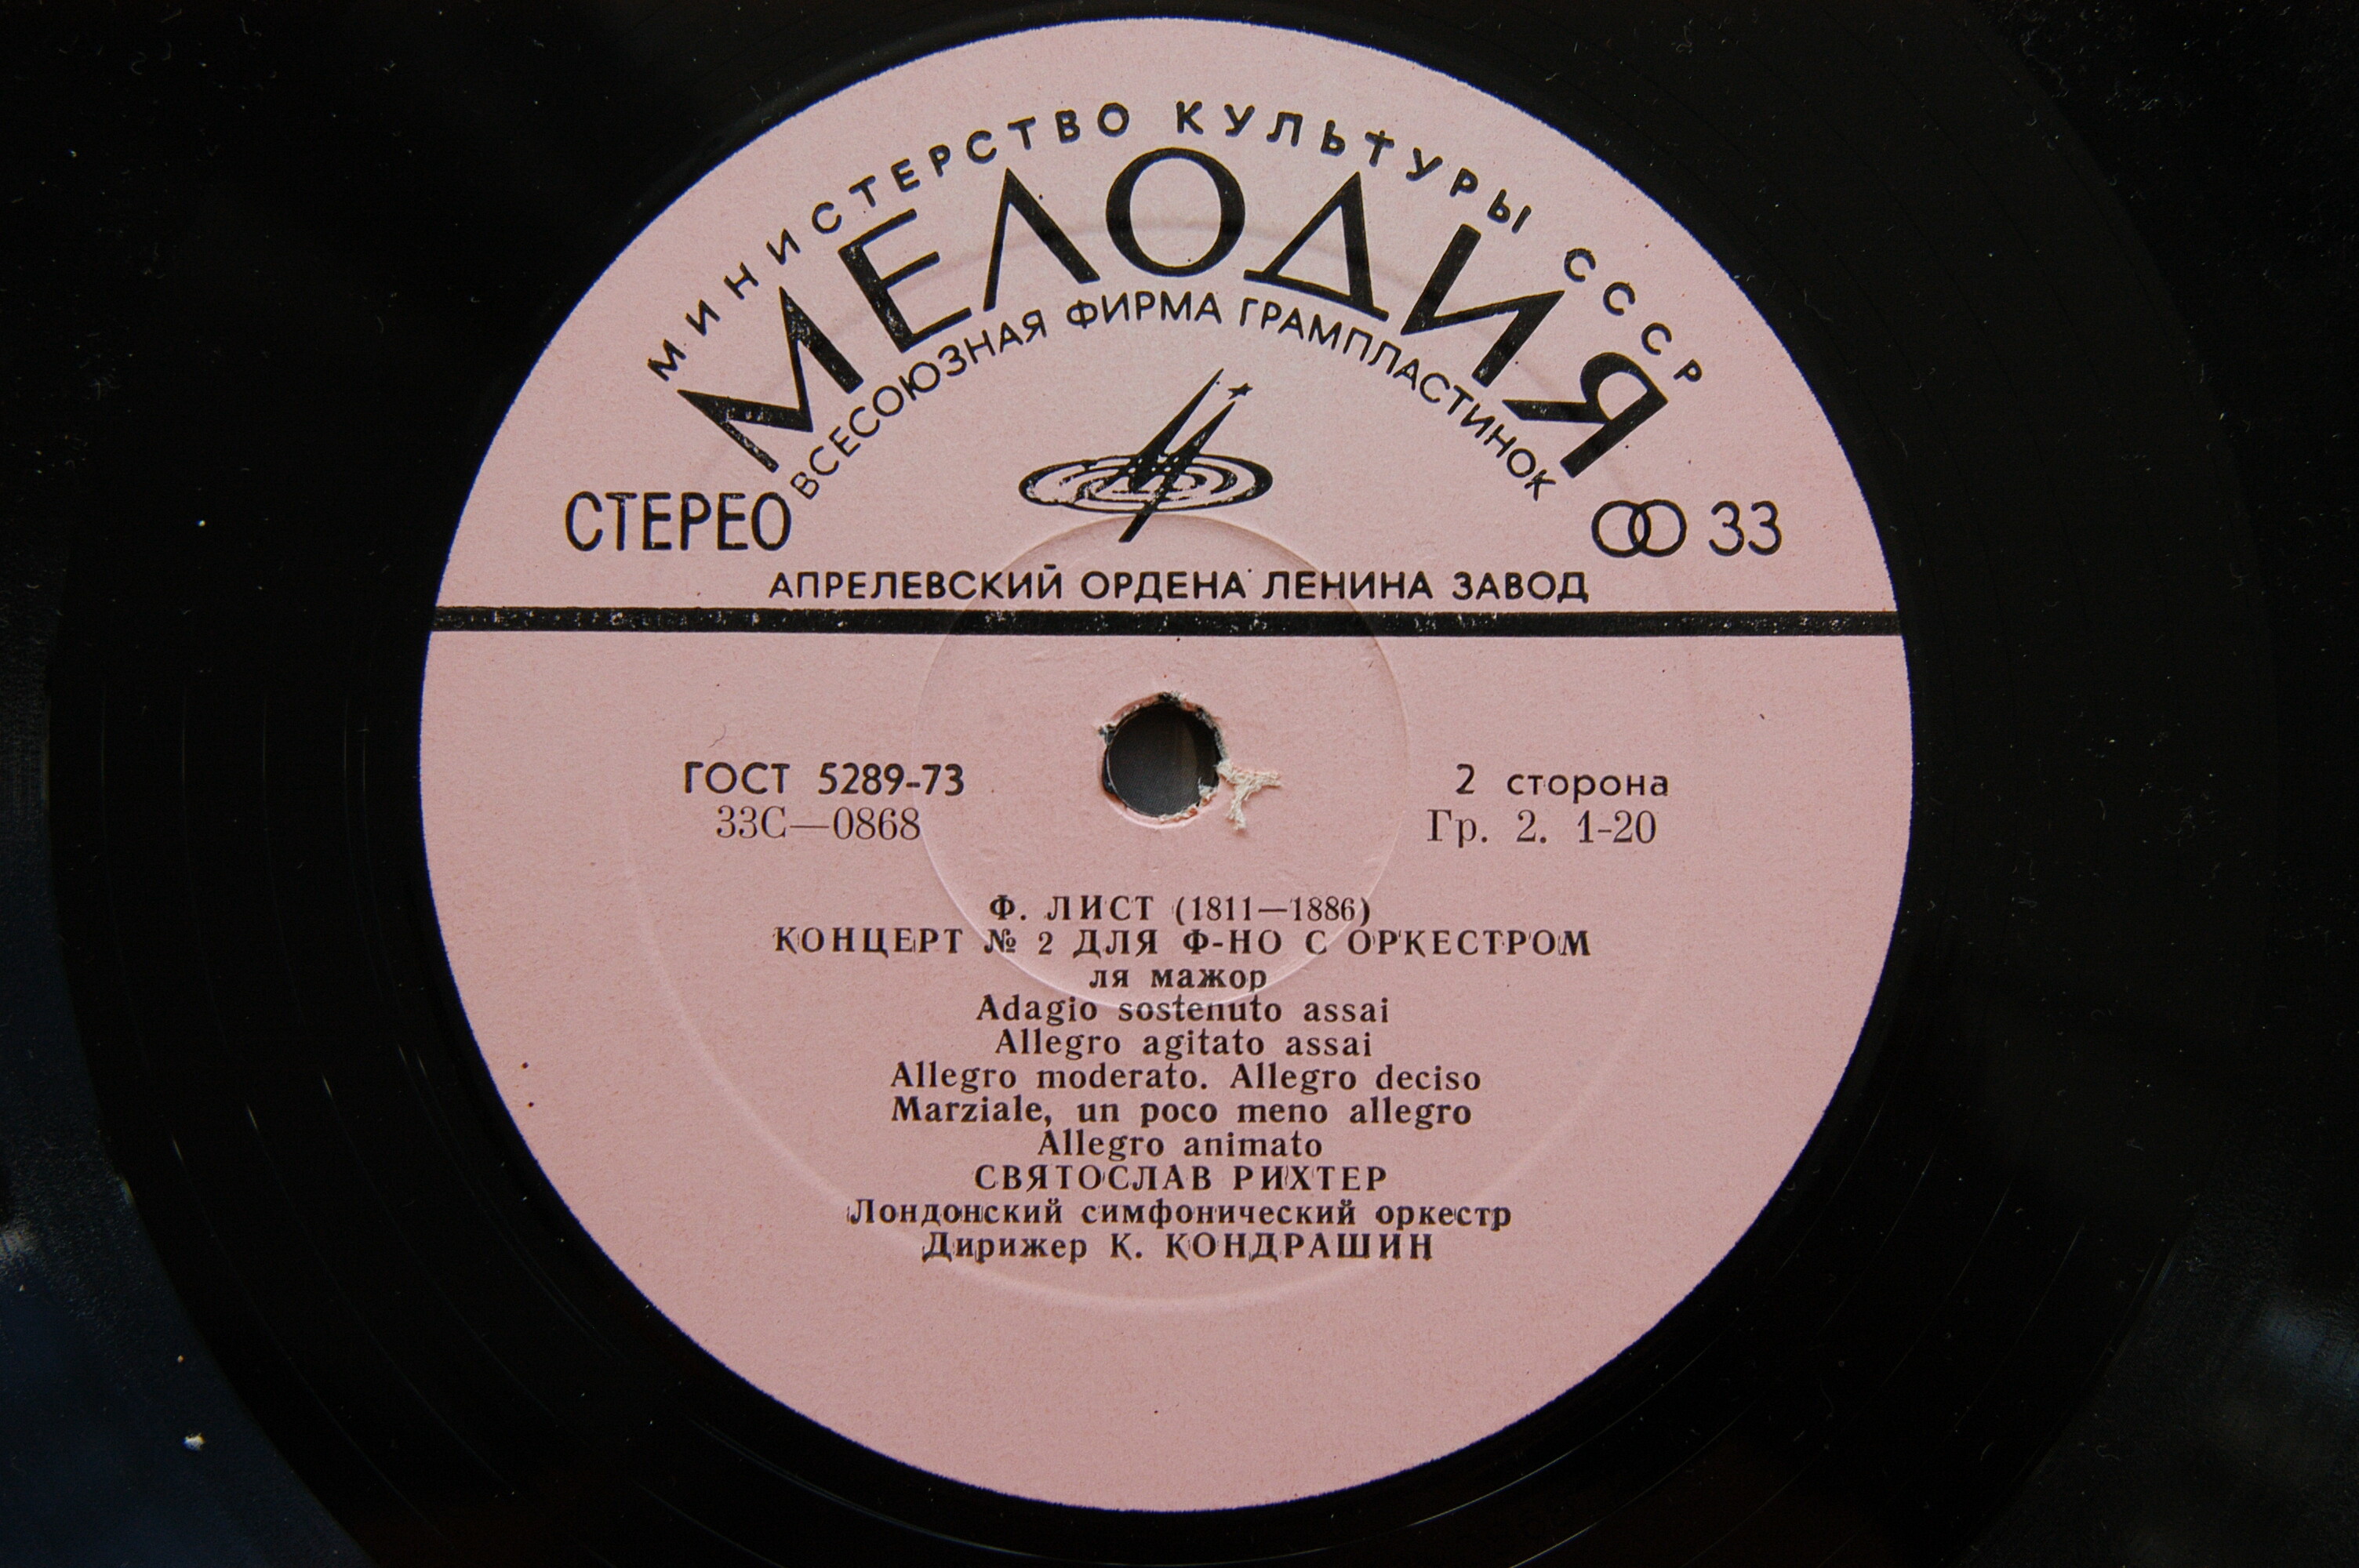 МИНИСТЕРСТВО КУЛЬТУРЫ СССР
МЕЛОДИЯ
ВСЕСОЮЗНАЯ ФИРМА ГРАМПЛАСТИНОК
СТЕРЕО
33
АПРЕЛЕВСКИЙ ОРДЕНА ЛЕНИНА ЗАВОД
ГОСТ 5289-73
2 сторона
33С—0868
Гр. 2. 1-20
Ф. ЛИСТ (1811—1886)
КОНЦЕРТ № 2 ДЛЯ Ф-НО С ОРКЕСТРОМ
ля мажор
Adagio sostenuto assai
Allegro agitato assai
Allegro moderato. Allegro deciso
Marziale, un poco meno allegro
Allegro animato
СВЯТОСЛАВ РИХТЕР
Лондонский симфонический оркестр
Дирижер К. КОНДРАШИН